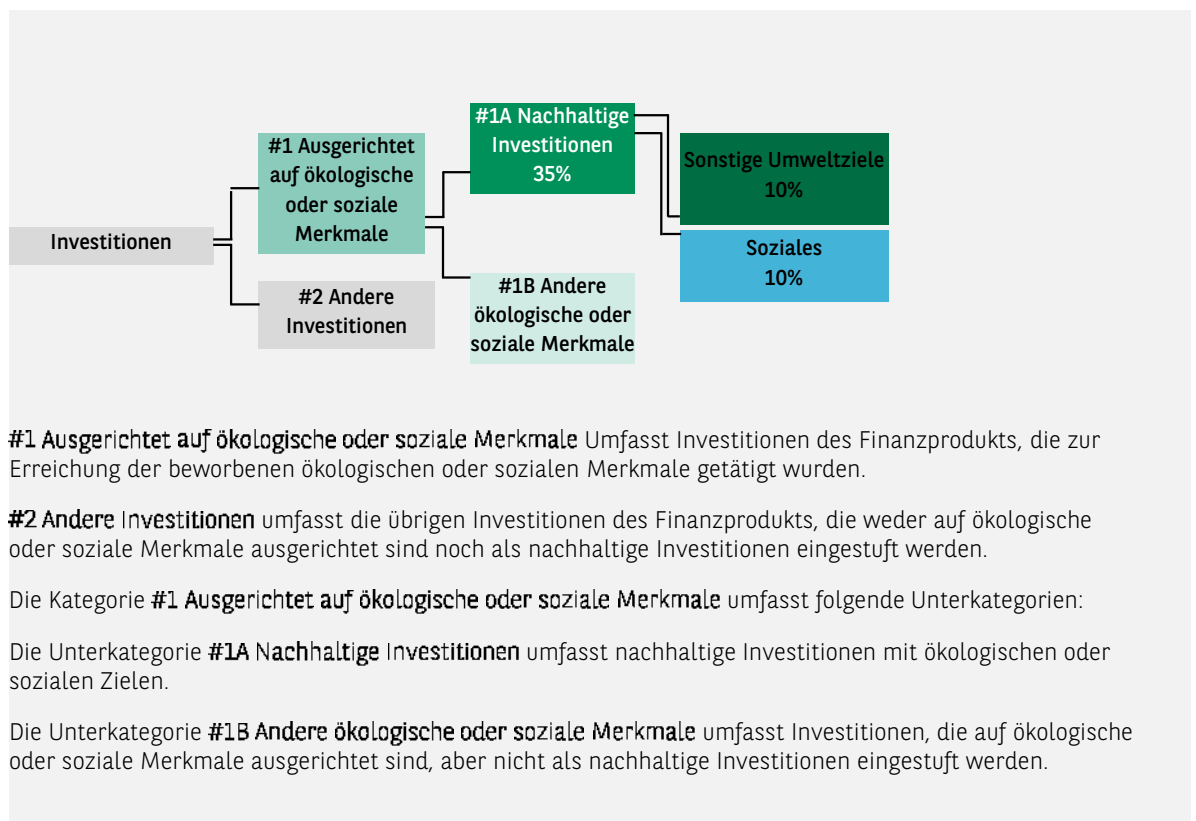 #1A Nachhaltige
Investitionen
35%
#1 Ausgerichtet
auf ökologische
oder soziale
Merkmale
Sonstige Umweltziele
10%
Investitionen
Soziales
10%
#2 Andere
Investitionen
#1B Andere
ökologische oder
soziale Merkmale
#1 Ausgerichtet auf ökologische oder soziale Merkmale Umfasst Investitionen des Finanzprodukts, die zur
Erreichung der beworbenen ökologischen oder sozialen Merkmale getätigt wurden.
#2 Andere Investitionen umfasst die übrigen Investitionen des Finanzprodukts, die weder auf ökologische
oder soziale Merkmale ausgerichtet sind noch als nachhaltige Investitionen eingestuft werden.
Die Kategorie #1 Ausgerichtet auf ökologische oder soziale Merkmale umfasst folgende Unterkategorien:
Die Unterkategorie #1A Nachhaltige Investitionen umfasst nachhaltige Investitionen mit ökologischen oder
sozialen Zielen.
Die Unterkategorie #1B Andere ökologische oder soziale Merkmale umfasst Investitionen, die auf ökologische
oder soziale Merkmale ausgerichtet sind, aber nicht als nachhaltige Investitionen eingestuft werden.